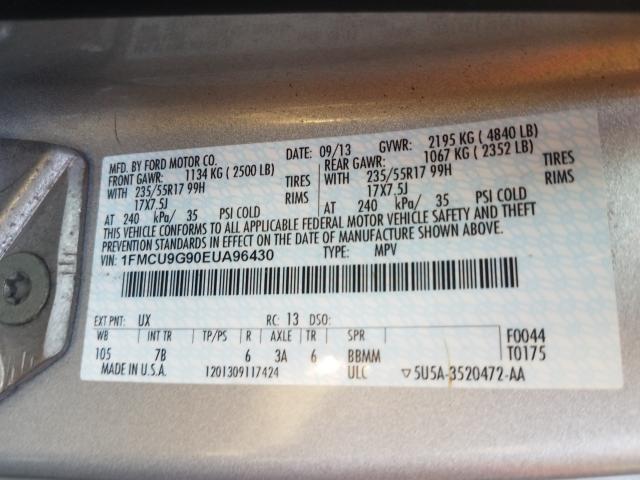 MFD. BY FORD MOTOR CO.
DATE: 09/13 GVWR: 2195 KG ( 4840 LB)
FRONT GAWR: 1134 KG ( 2500 LB) REAR GAWR: 1067 KG ( 2352 LB)
WITH 235/55R17 99H TIRES WITH 235/55R17 99H TIRES
17X7.5J RIMS 17X7.5J RIMS
AT 240 kPa/ 35 PSI COLD AT 240 kPa/ 35 PSI COLD
THIS VEHICLE CONFORMS TO ALL APPLICABLE FEDERAL MOTOR VEHICLE SAFETY AND THEFT
PREVENTION STANDARDS IN EFFECT ON THE DATE OF MANUFACTURE SHOWN ABOVE.
VIN: 1FMCU9G90EUA96430 TYPE: MPV
EXT PNT: UX RC: 13 DSO:
WB INT TR TP/PS R AXLE TR SPR F0044
105 7B 6 3A 6 BBMM T0175
MADE IN U.S.A. 1201309117424 ULC ▽5U5A-3520472-AA